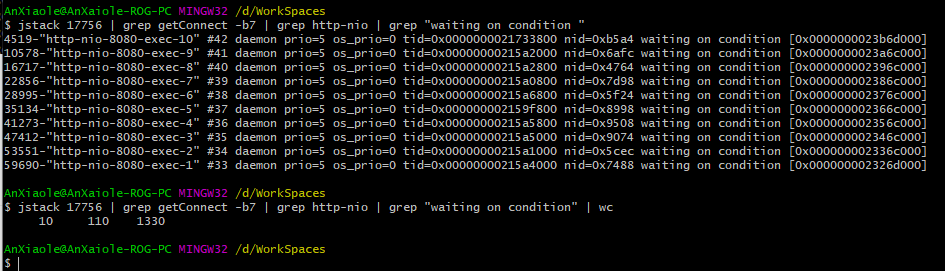 AnXiaole@AnXiaole-ROG-PC MINGW32 /d/WorkSpaces
$ jstack 17756 | grep getConnect -b7 | grep http-nio | grep "waiting on condition "
4519-"http-nio-8080-exec-10" #42 daemon prio=5 os_prio=0 tid=0x0000000021733800 nid=0xb5a4 waiting on condition [0x0000000023b6d000]
10578-"http-nio-8080-exec-9" #41 daemon prio=5 os_prio=0 tid=0x00000000215a2000 nid=0x6afc waiting on condition [0x0000000023a6c000]
16717-"http-nio-8080-exec-8" #40 daemon prio=5 os_prio=0 tid=0x00000000215a2800 nid=0x4764 waiting on condition [0x000000002396c000]
22856-"http-nio-8080-exec-7" #39 daemon prio=5 os_prio=0 tid=0x00000000215a0800 nid=0x7d98 waiting on condition [0x000000002386c000]
28995-"http-nio-8080-exec-6" #38 daemon prio=5 os_prio=0 tid=0x00000000215a6800 nid=0x5f24 waiting on condition [0x000000002376c000]
35134-"http-nio-8080-exec-5" #37 daemon prio=5 os_prio=0 tid=0x000000002159f800 nid=0x8998 waiting on condition [0x000000002366c000]
41273-"http-nio-8080-exec-4" #36 daemon prio=5 os_prio=0 tid=0x00000000215a5800 nid=0x9508 waiting on condition [0x000000002356c000]
47412-"http-nio-8080-exec-3" #35 daemon prio=5 os_prio=0 tid=0x00000000215a5000 nid=0x9074 waiting on condition [0x000000002346c000]
53551-"http-nio-8080-exec-2" #34 daemon prio=5 os_prio=0 tid=0x00000000215a1000 nid=0x5cec waiting on condition [0x000000002336c000]
59690-"http-nio-8080-exec-1" #33 daemon prio=5 os_prio=0 tid=0x00000000215a4000 nid=0x7488 waiting on condition [0x000000002326d000]
AnXiaole@AnXaiole-ROG-PC MINGW32 /d/WorkSpaces
$ jstack 17756 | grep getConnect -b7 | grep http-nio | grep "waiting on condition" | wc
10 110 1330
AnXiaole@AnXaiole-ROG-PC MINGW32 /d/WorkSpaces
$